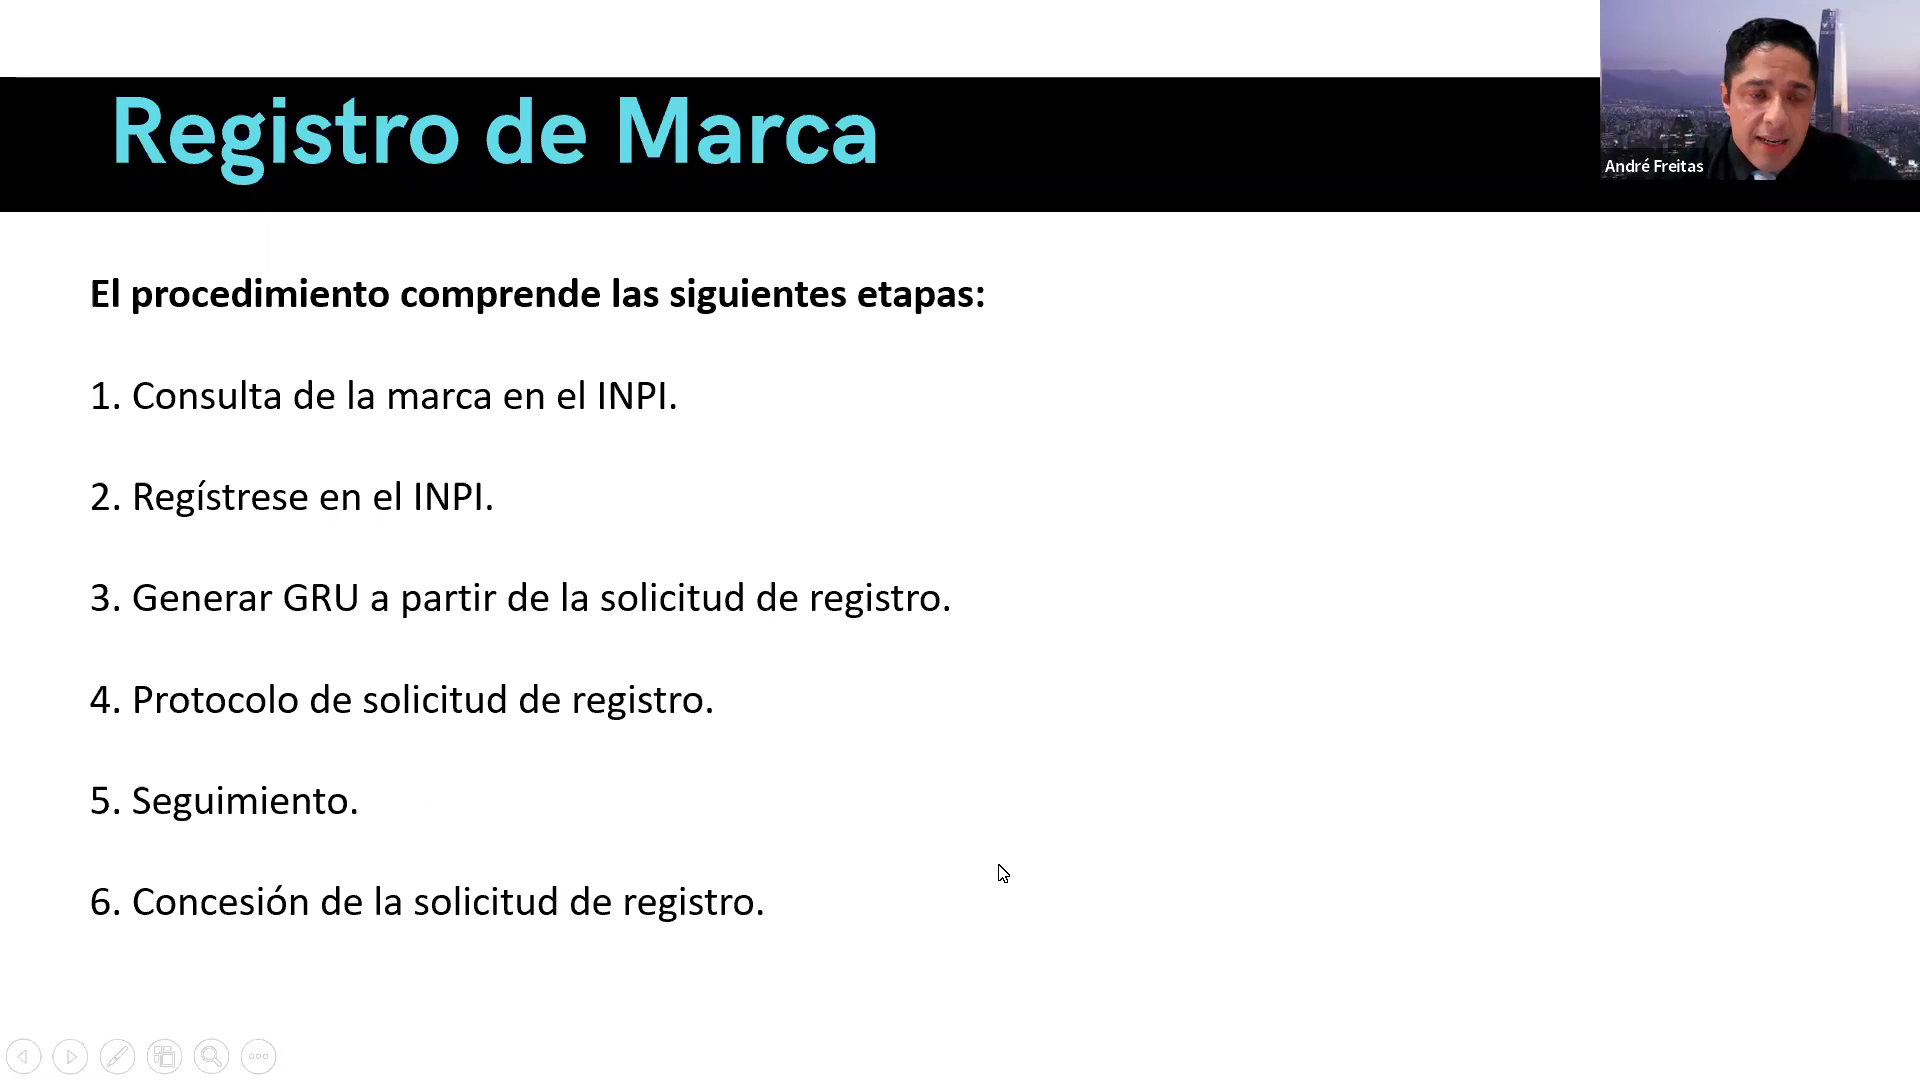 Registro de Marca
André Freitas
El procedimiento comprende las siguientes etapas:
1. Consulta de la marca en el INPI.
2. Regístrese en el INPI.
3. Generar GRU a partir de la solicitud de registro.
4. Protocolo de solicitud de registro.
5. Seguimiento.
6. Concesión de la solicitud de registro.